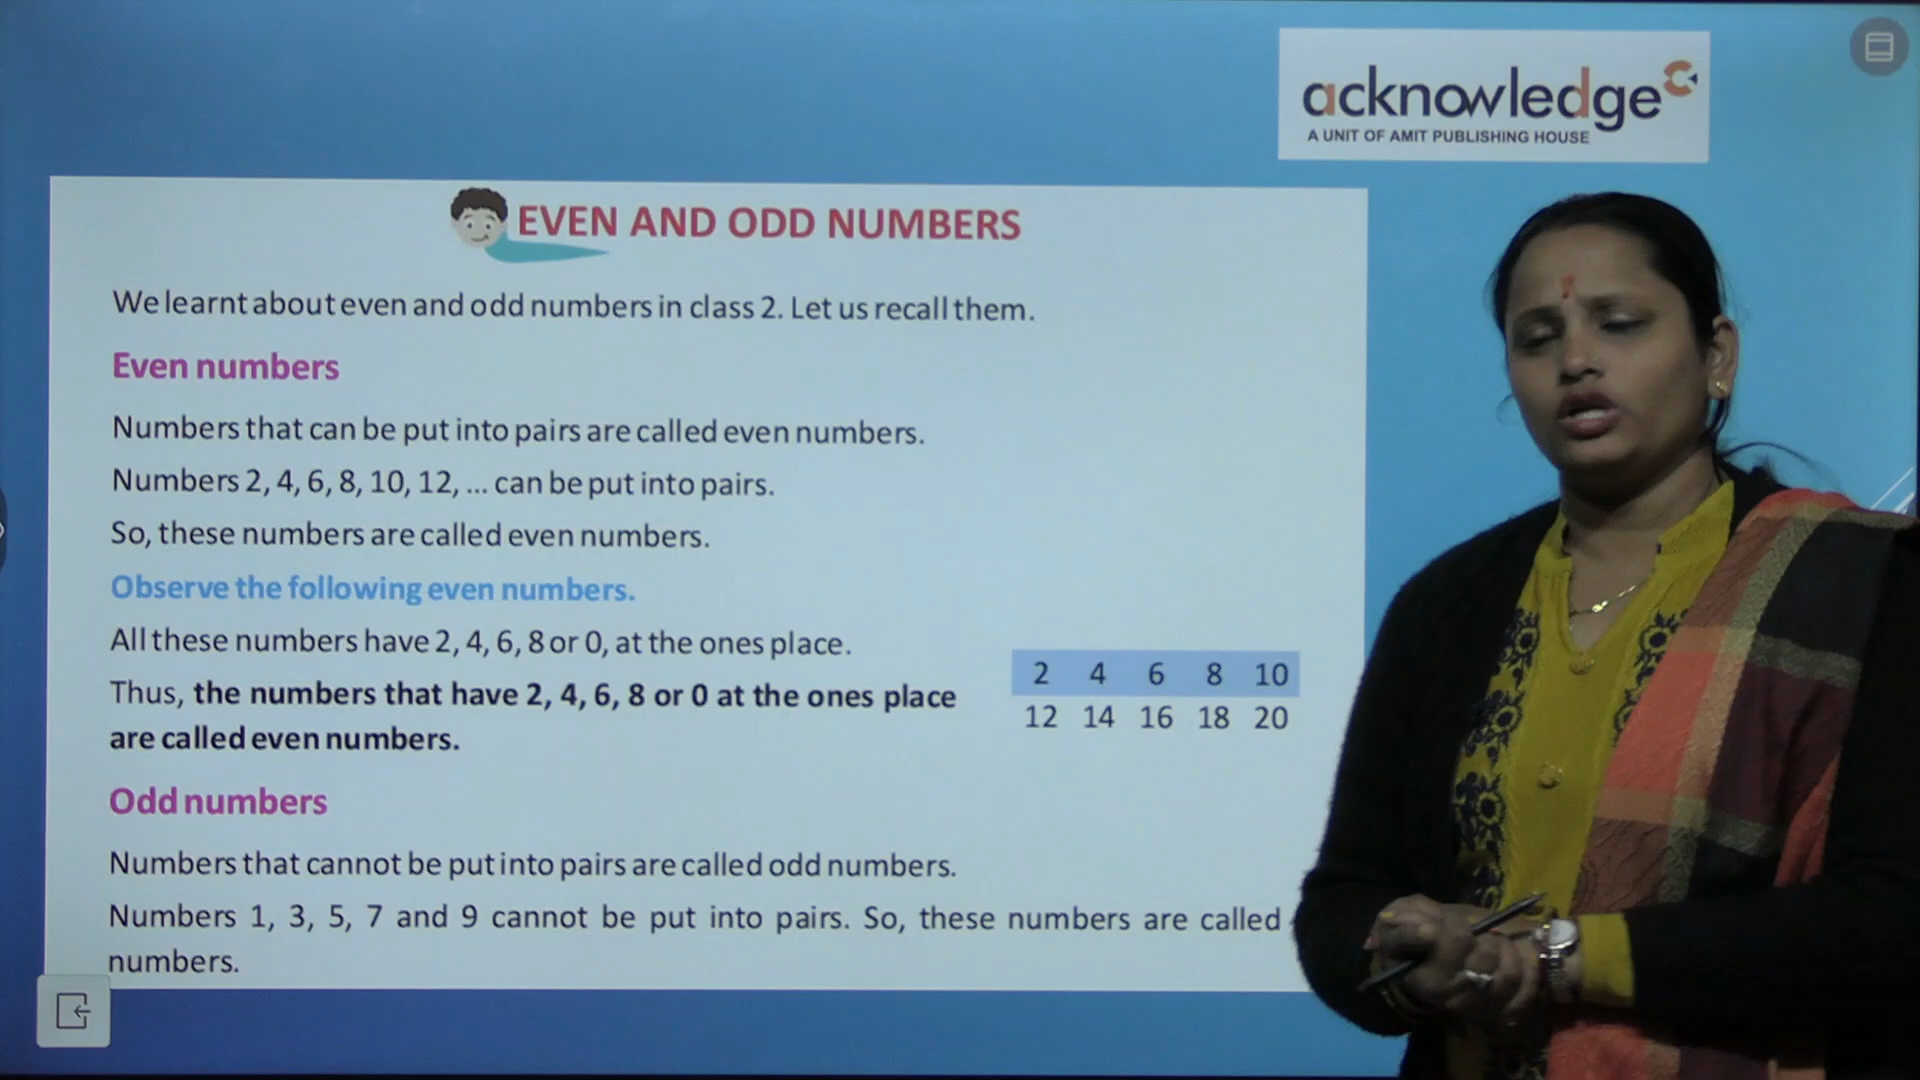 acknowledge
A UNIT OF AMIT PUBLISHING HOUSE
EVEN AND ODD NUMBERS
We learnt about even and odd numbers in class 2. Let us recall them.
Even numbers
Numbers that can be put into pairs are called even numbers.
Numbers 2, 4, 6, 8, 10, 12, ... can be put into pairs.
So, these numbers are called even numbers.
Observe the following even numbers.
All these numbers have 2, 4, 6, 8 or 0, at the ones place.
Thus, the numbers that have 2, 4, 6, 8 or 0 at the ones place
are called even numbers.
2 4 6 8 10
12 14 16 18 20
Odd numbers
Numbers that cannot be put into pairs are called odd numbers.
Numbers 1, 3, 5, 7 and 9 cannot be put into pairs. So, these numbers are called
numbers.